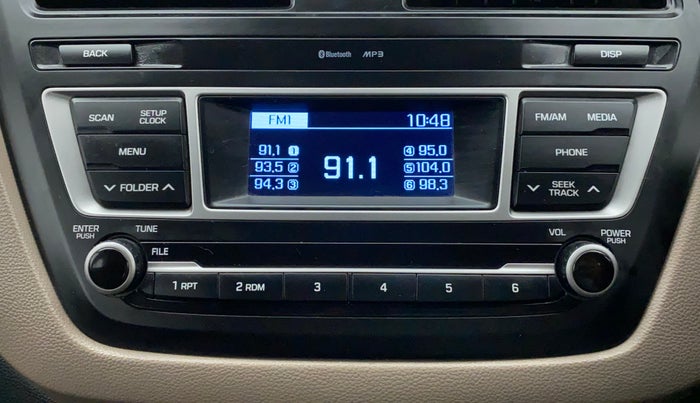 BACK Bluetooth MP3 DISP
SCAN SETUP CLOCK
MENU
FOLDER
FM1 10:48
91.1 1 4 95.0
93.5 2 91.1 5 104.0
94.3 3 6 98.3
FM/AM MEDIA
PHONE
SEEK TRACK
ENTER PUSH TUNE VOL POWER PUSH
FILE
1 RPT 2 RDM 3 4 5 6